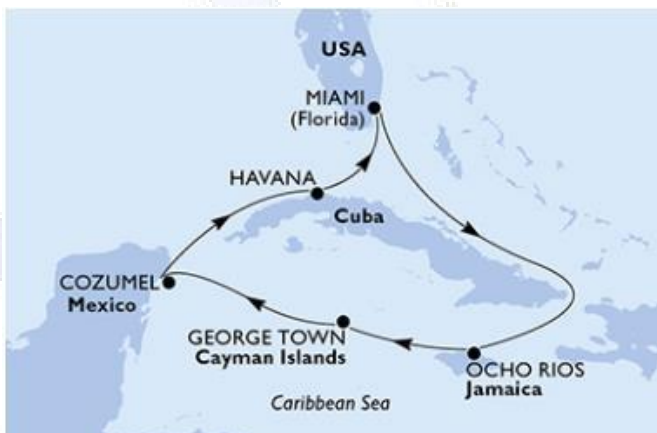 USA
MIAMI
(Florida)
HAVANA
Cuba
COZUMEL
Mexico
GEORGE TOWN
Cayman Islands
OCHO RIOS
Jamaica
Caribbean Sea